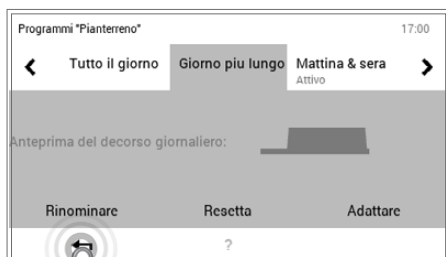 Programmi "Pianterreno" 17:00
Tutto il giorno Giorno piu lungo Mattina & sera
Attivo
Anteprima del decorso giornaliero:
Rinominare Resetta Adattare
?